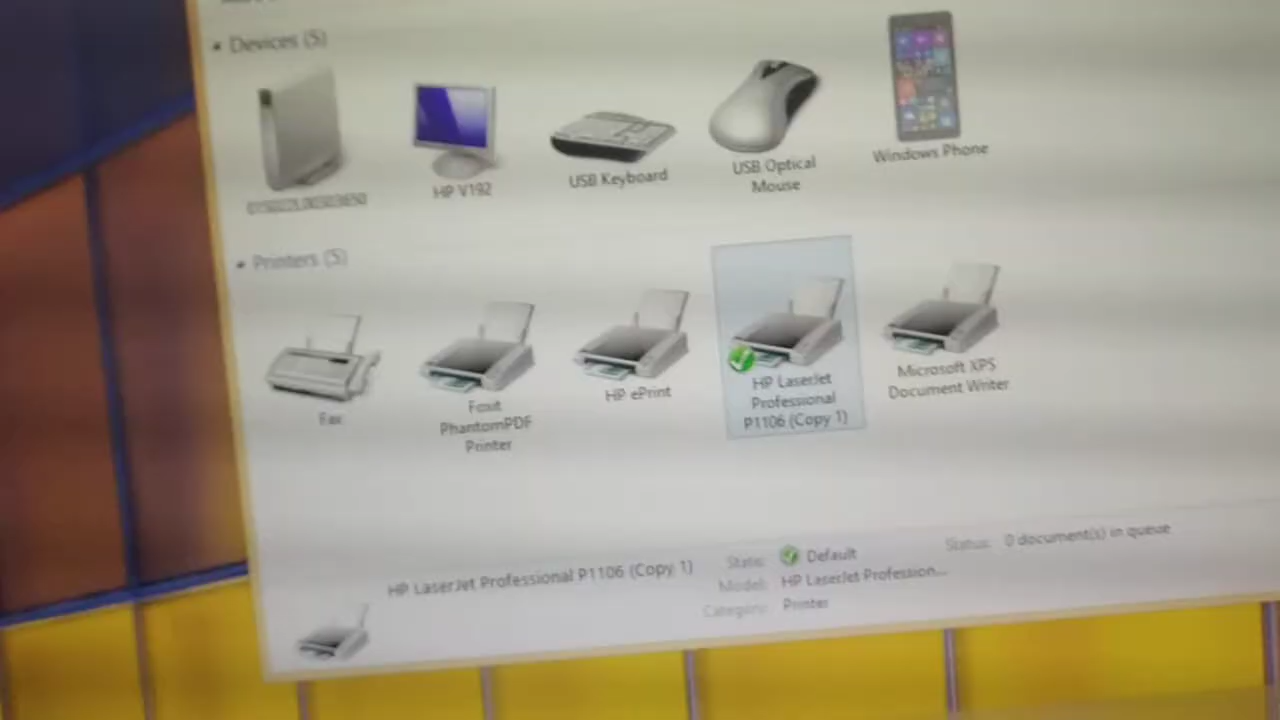 Devices (5)
HP V192
USB Keyboard
USB Optical
Mouse
Windows Phone
Printers (5)
Fax
Foxit
PhantomPDF
Printer
HP ePrint
HP LaserJet
Professional
P1106 (Copy 1)
Microsoft XPS
Document Writer
HP LaserJet Professional P1106 (Copy 1)
State: Default
Model: HP LaserJet Profession...
Category: Printer
Status: 0 document(s) in queue